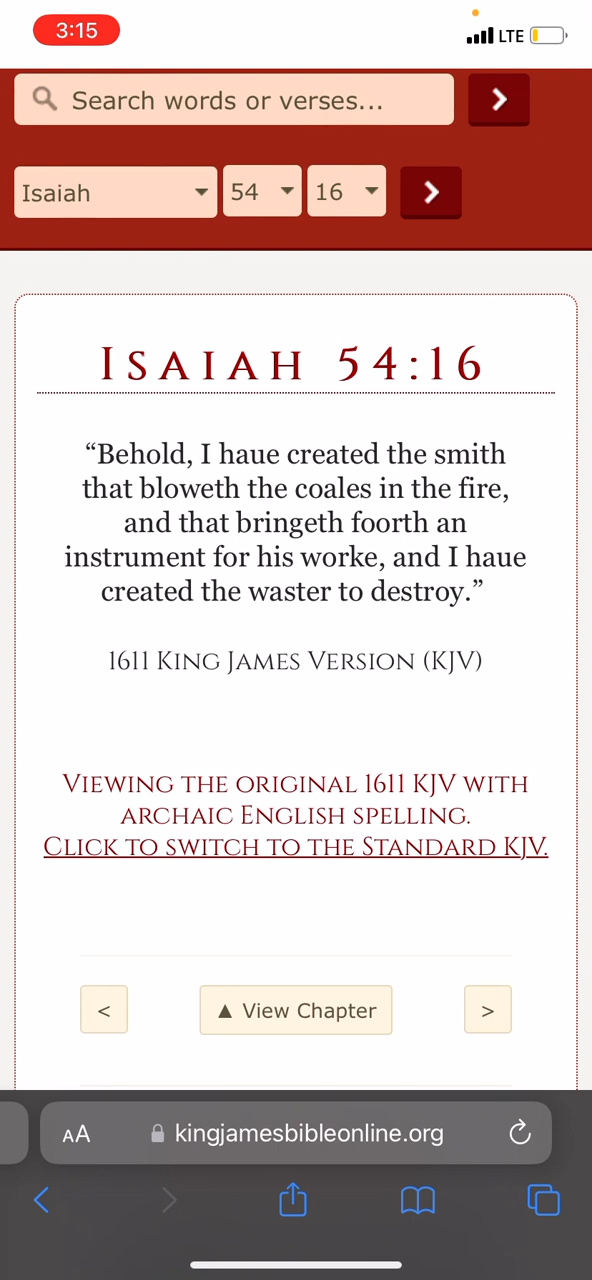 3:15
LTE
Search words or verses...
Isaiah 54 16
Isaiah 54:16
“Behold, I haue created the smith
that bloweth the coales in the fire,
and that bringeth foorth an
instrument for his worke, and I haue
created the waster to destroy.”
1611 King James Version (KJV)
Viewing the original 1611 KJV with
archaic English spelling.
Click to switch to the Standard KJV.
< ▲ View Chapter >
AA kingjamesbibleonline.org